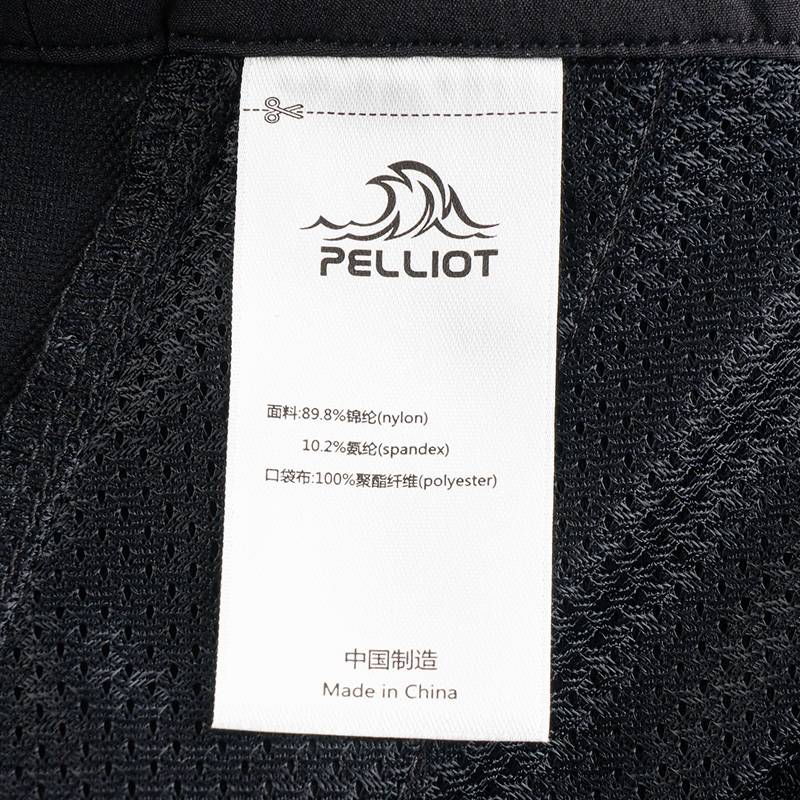 PELLIOT
面料:89.8%锦纶(nylon)
10.2%氨纶(spandex)
口袋布:100%聚酯纤维(polyester)
中国制造
Made in China